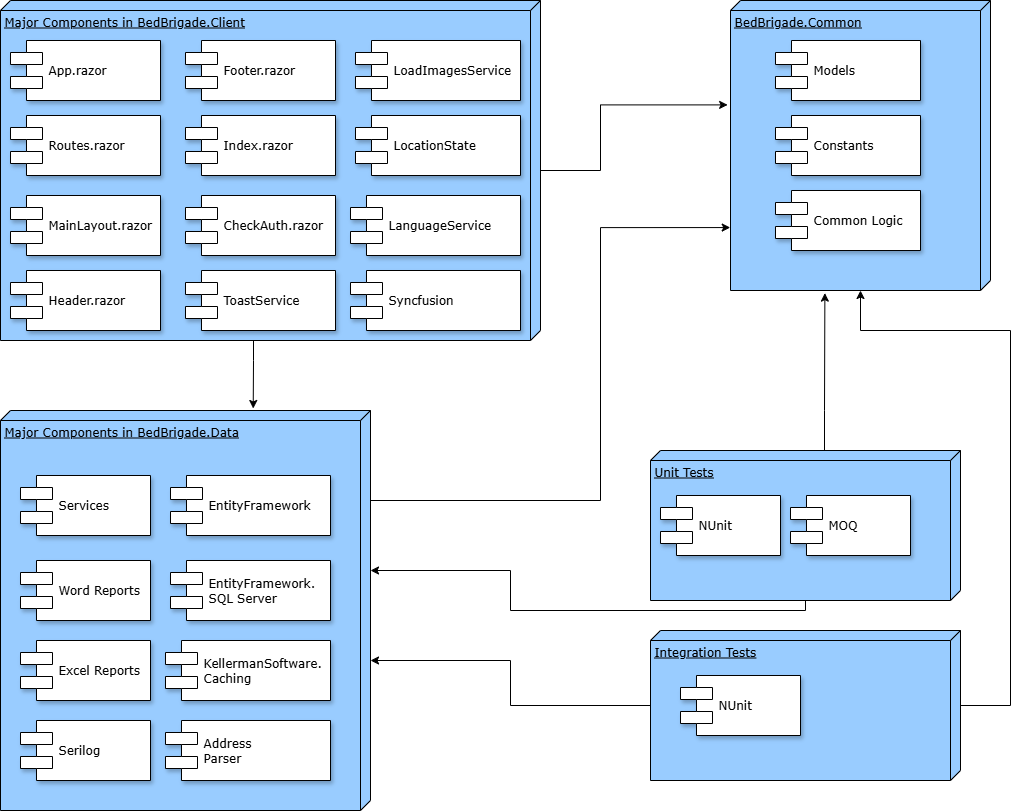 Major Components in BedBrigade.Client
App.razor
Footer.razor
LoadImagesService
Routes.razor
Index.razor
LocationState
MainLayout.razor
CheckAuth.razor
LanguageService
Header.razor
ToastService
Syncfusion
BedBrigade.Common
Models
Constants
Common Logic
Major Components in BedBrigade.Data
Services
EntityFramework
Word Reports
EntityFramework.
SQL Server
Excel Reports
KellermanSoftware.
Caching
Serilog
Address
Parser
Unit Tests
NUnit
MOQ
Integration Tests
NUnit